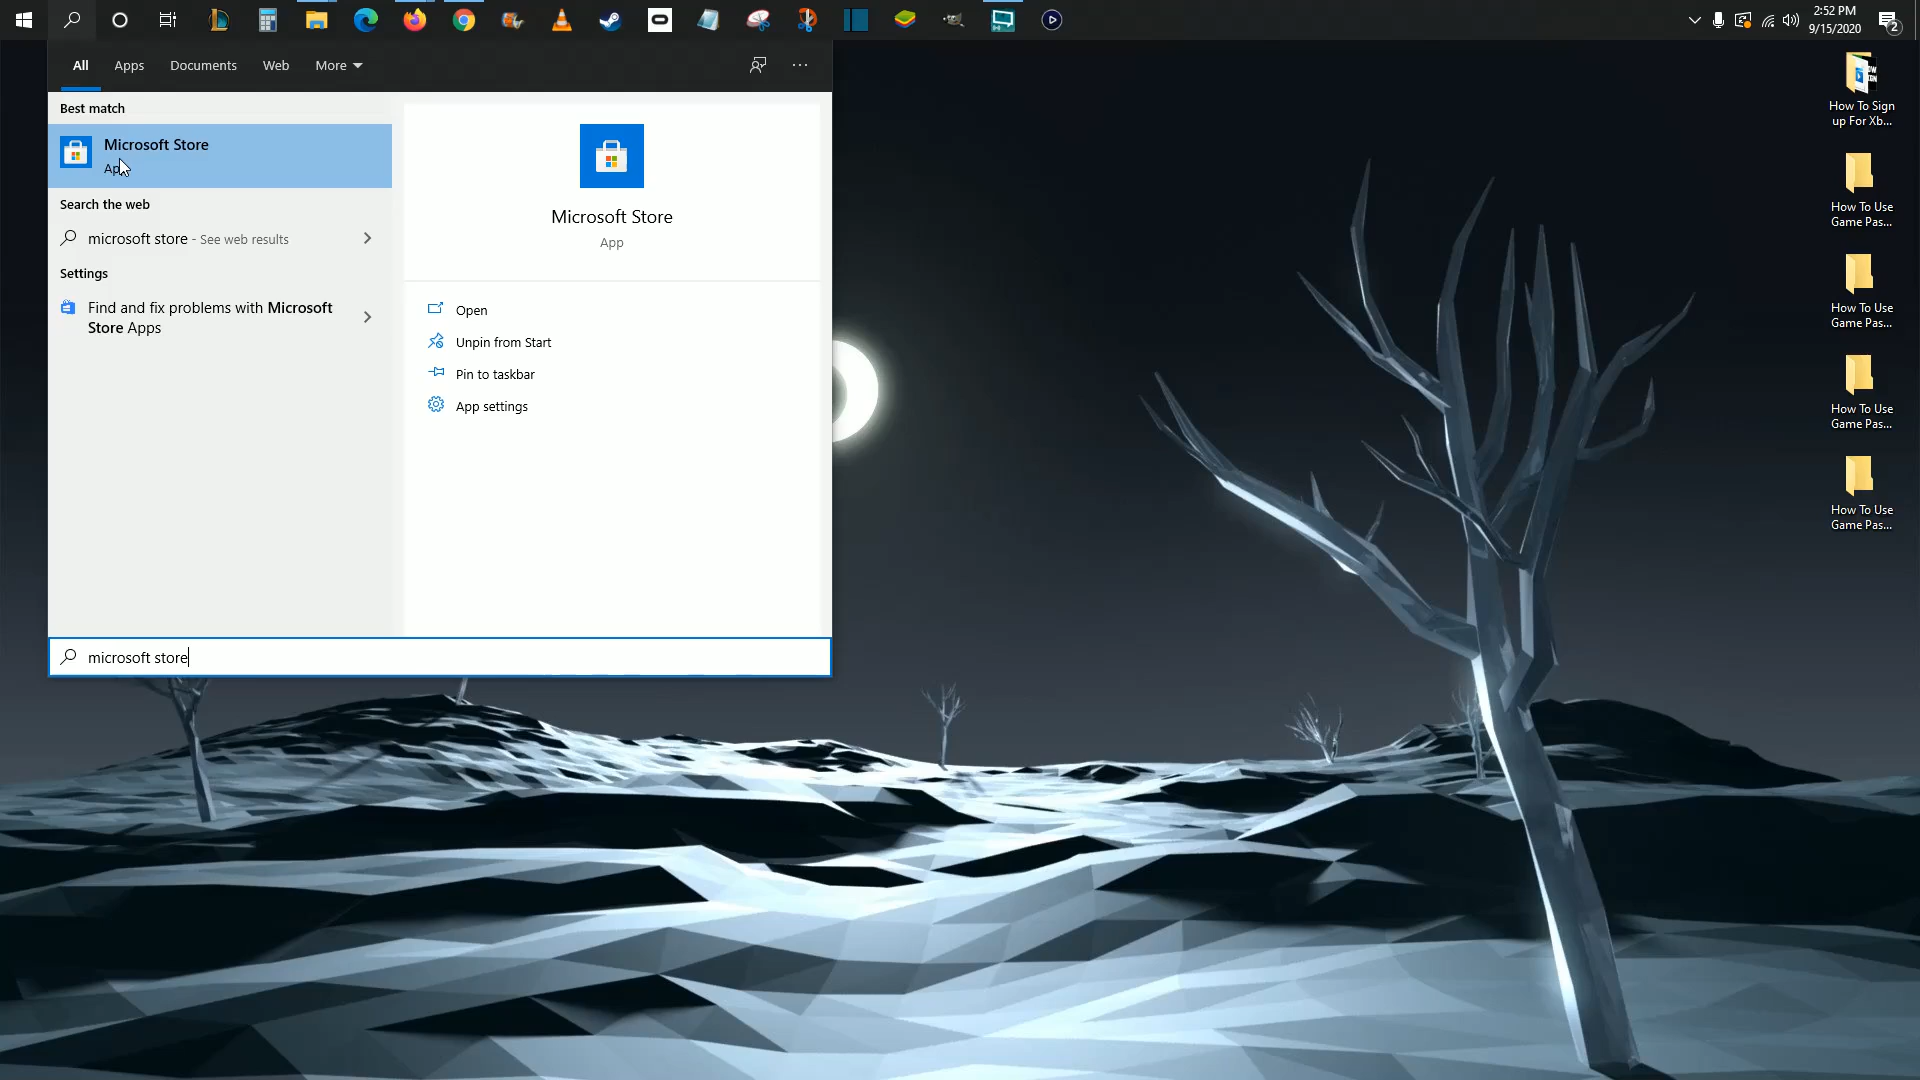 2:52 PM
9/15/2020
2
All
Apps
Documents
Web
More
Best match
Microsoft Store
App
Search the web
microsoft store - See web results
Settings
Find and fix problems with Microsoft
Store Apps
Microsoft Store
App
Open
Unpin from Start
Pin to taskbar
App settings
microsoft store
How To Sign
up For Xb...
How To Use
Game Pas...
How To Use
Game Pas...
How To Use
Game Pas...
How To Use
Game Pas...